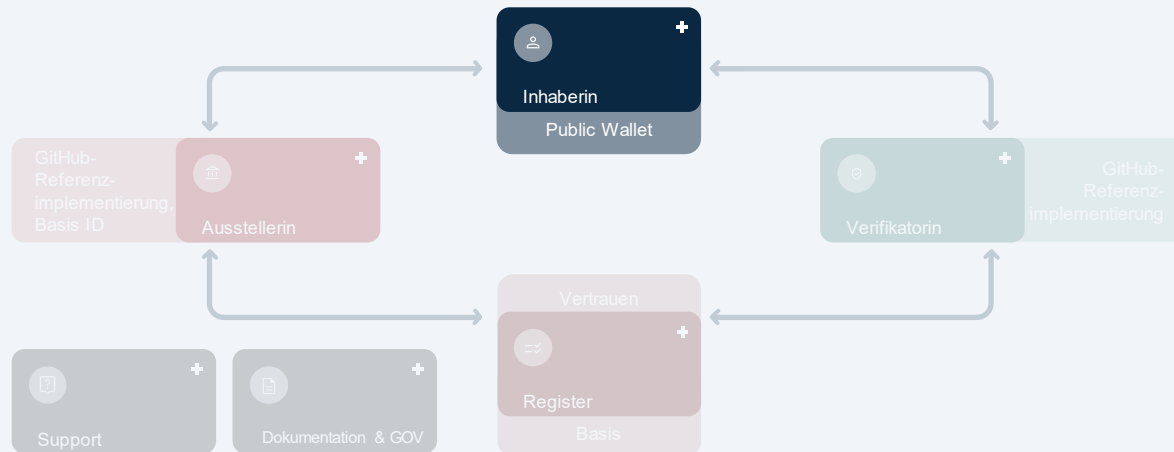 Inhaberin
Public Wallet
GitHub-
Referenz-
implementierung,
Basis ID
Ausstellerin
Verifikatorin
GitHub-
Referenz-
implementierung
Vertrauen
Register
Basis
Support
Dokumentation & GOV